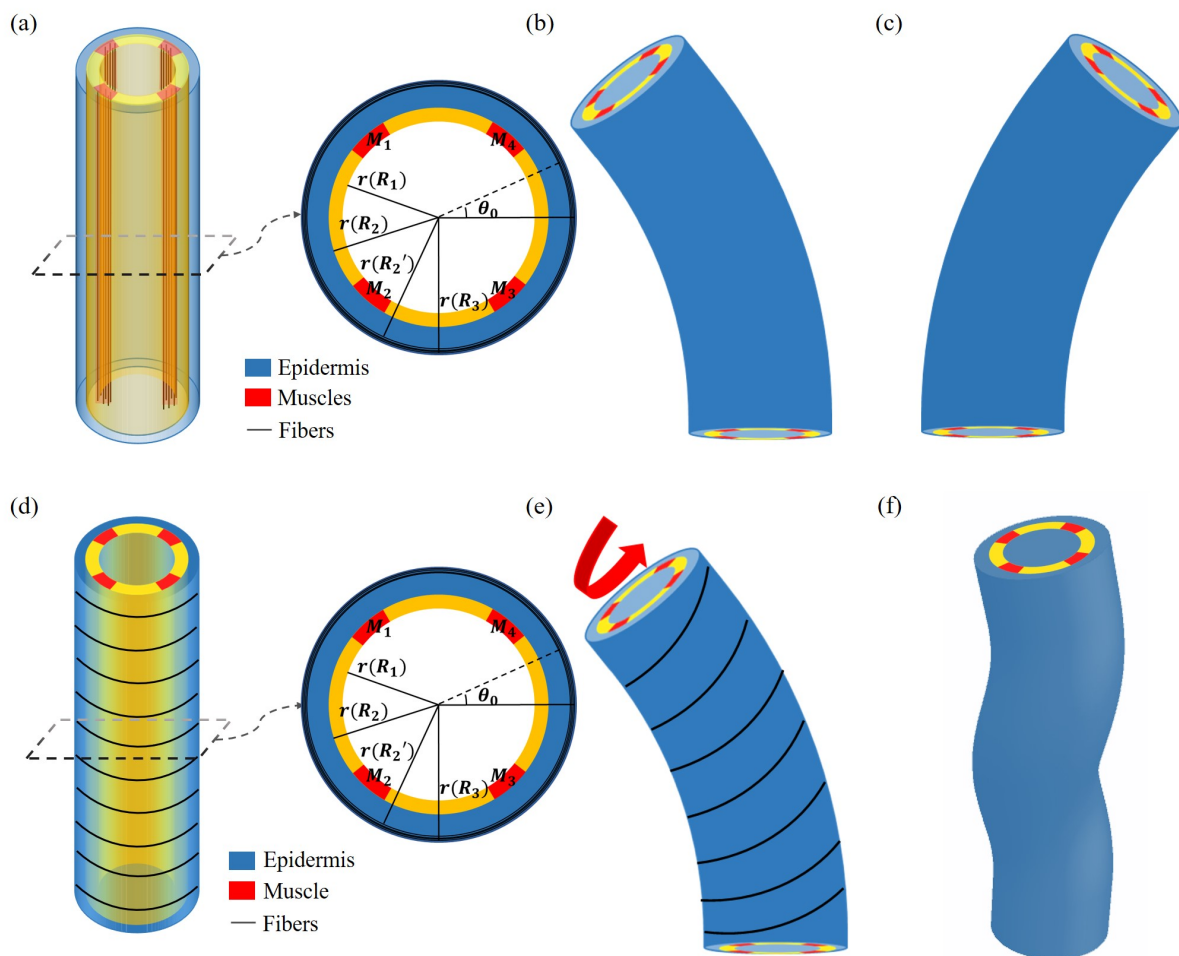 (a)
(b)
(c)
M₁
M₄
r(R₁)
θ₀
r(R₂)
r(R₂')
M₂
r(R₃)
M₃
Epidermis
Muscles
Fibers
(d)
(e)
(f)
M₁
M₄
r(R₁)
θ₀
r(R₂)
r(R₂')
M₂
r(R₃)
M₃
Epidermis
Muscle
Fibers